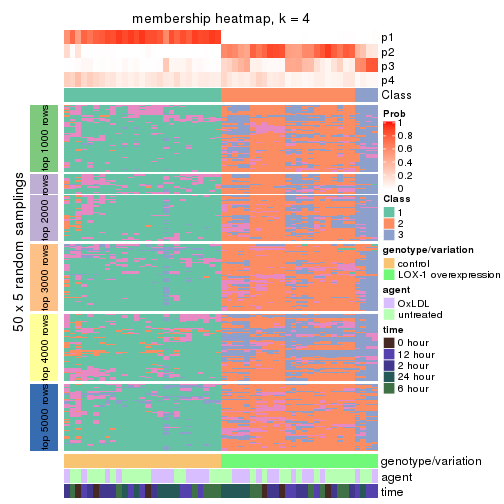 membership heatmap, k = 4
p1
p2
p3
p4
Class
50 x 5 random samplings
top 1000 rows
top 2000 rows
top 3000 rows
top 4000 rows
top 5000 rows
Prob
1
0.8
0.6
0.4
0.2
0
Class
1
2
3
genotype/variation
control
LOX-1 overexpression
agent
OxLDL
untreated
time
0 hour
12 hour
2 hour
24 hour
6 hour
genotype/variation
agent
time